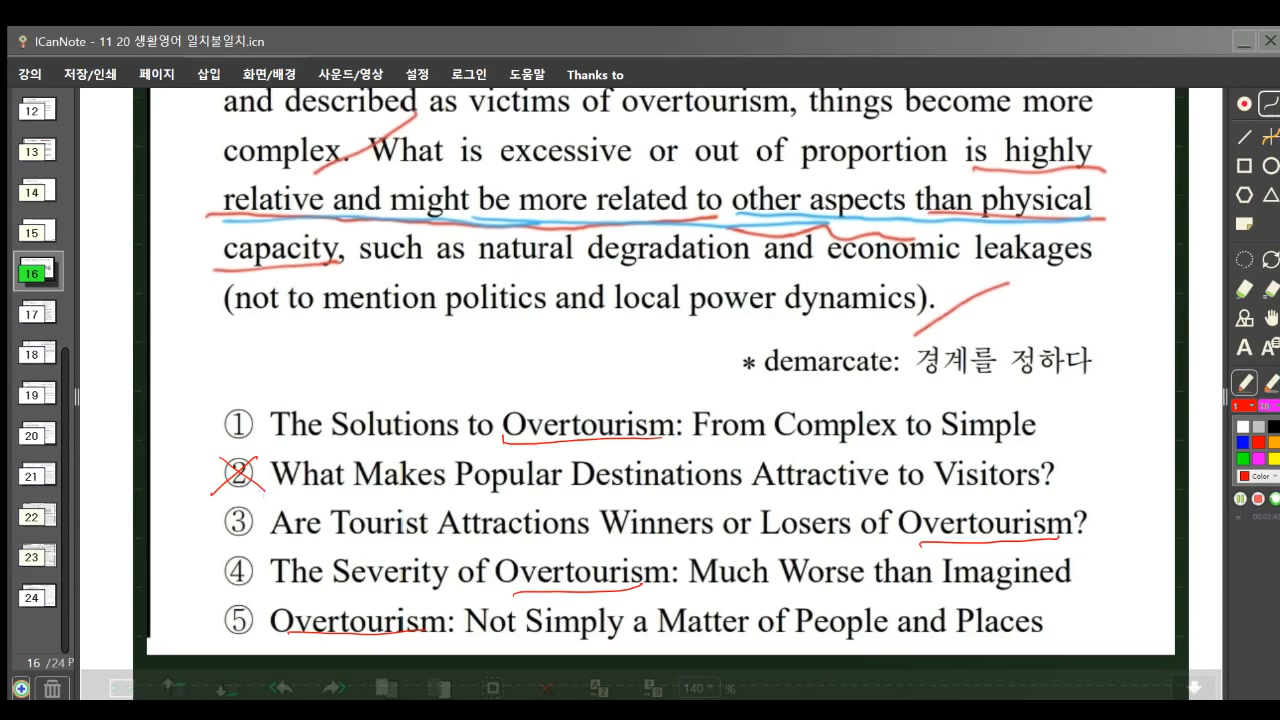 ICanNote - 11 20 생활영어 일치불일치.icn
강의 저장/인쇄 페이지 삽입 화면/배경 사운드/영상 설정 로그인 도움말 Thanks to
and described as victims of overtourism, things become more
complex. What is excessive or out of proportion is highly
relative and might be more related to other aspects than physical
capacity, such as natural degradation and economic leakages
(not to mention politics and local power dynamics).
* demarcate: 경계를 정하다
① The Solutions to Overtourism: From Complex to Simple
② What Makes Popular Destinations Attractive to Visitors?
③ Are Tourist Attractions Winners or Losers of Overtourism?
④ The Severity of Overtourism: Much Worse than Imagined
⑤ Overtourism: Not Simply a Matter of People and Places
12
13
14
15
16
17
18
19
20
21
22
23
24
16 /24 P
140 %
A A
1 10
Color